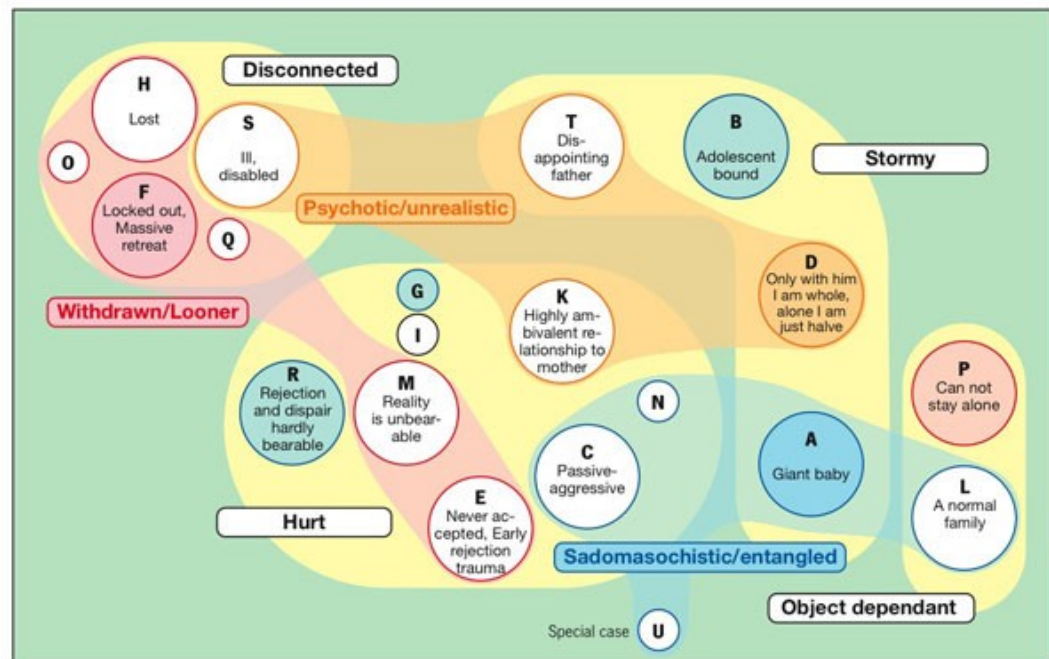 Disconnected
H
Lost
S
Ill,
disabled
O
F
Locked out,
Massive
retreat
Q
Psychotic/unrealistic
T
Dis-
appointing
father
B
Adolescent
bound
Stormy
D
Only with him
I am whole,
alone I am
just halve
Withdrawn/Looner
G
I
K
Highly am-
bivalent re-
lationship to
mother
R
Rejection
and dispair
hardly
bearable
M
Reality
is unbear-
able
N
P
Can not
stay alone
C
Passive-
aggressive
A
Giant baby
L
A normal
family
E
Never ac-
cepted, Early
rejection
trauma
Hurt
Sadomasochistic/entangled
Object dependant
Special case
U